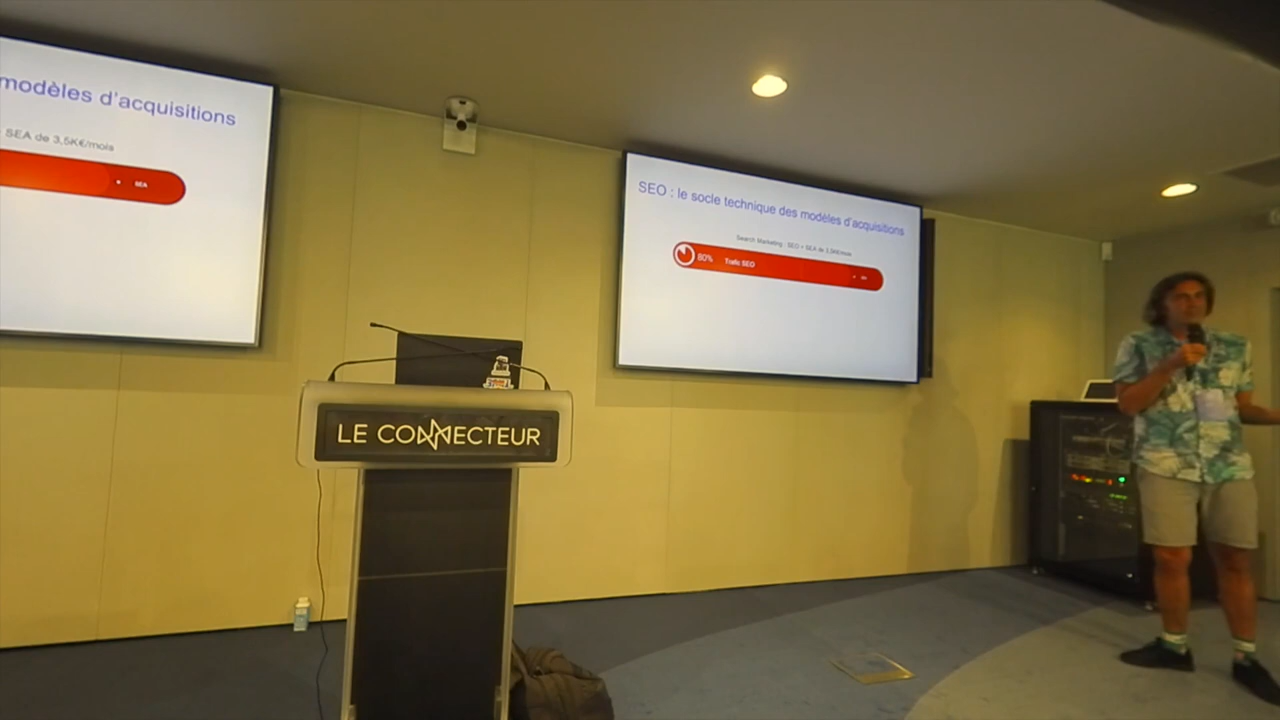 modèles d'acquisitions
SEA de 3,5K€/mois
SEA
SEO : le socle technique des modèles d'acquisitions
Search Marketing : SEO + SEA de 3,5K€/mois
80% Trafic SEO
LE CONNECTEUR